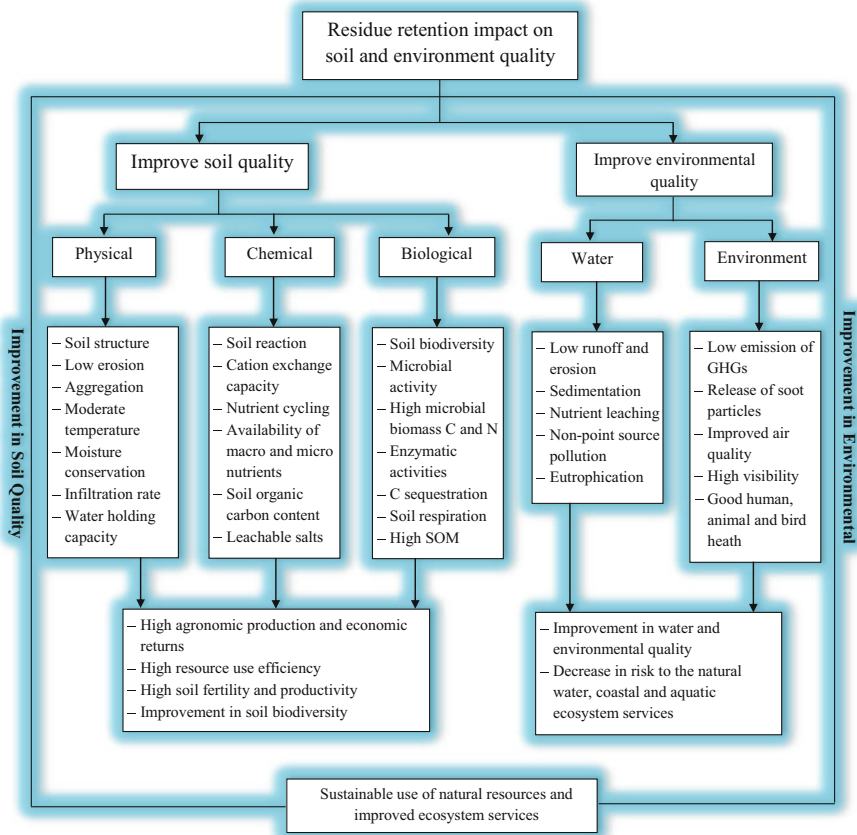 Residue retention impact on
soil and environment quality
Improve soil quality
Improve environmental
quality
Physical
Chemical
Biological
Water
Environment
Improvement in Soil Quality
– Soil structure
– Low erosion
– Aggregation
– Moderate
temperature
– Moisture
conservation
– Infiltration rate
– Water holding
capacity
– Soil reaction
– Cation exchange
capacity
– Nutrient cycling
– Availability of
macro and micro
nutrients
– Soil organic
carbon content
– Leachable salts
– Soil biodiversity
– Microbial
activity
– High microbial
biomass C and N
– Enzymatic
activities
– C sequestration
– Soil respiration
– High SOM
– Low runoff and
erosion
– Sedimentation
– Nutrient leaching
– Non-point source
pollution
– Eutrophication
– Low emission of
GHGs
– Release of soot
particles
– Improved air
quality
– High visibility
– Good human,
animal and bird
heath
Improvement in Environmental
– High agronomic production and economic
returns
– High resource use efficiency
– High soil fertility and productivity
– Improvement in soil biodiversity
– Improvement in water and
environmental quality
– Decrease in risk to the natural
water, coastal and aquatic
ecosystem services
Sustainable use of natural resources and
improved ecosystem services